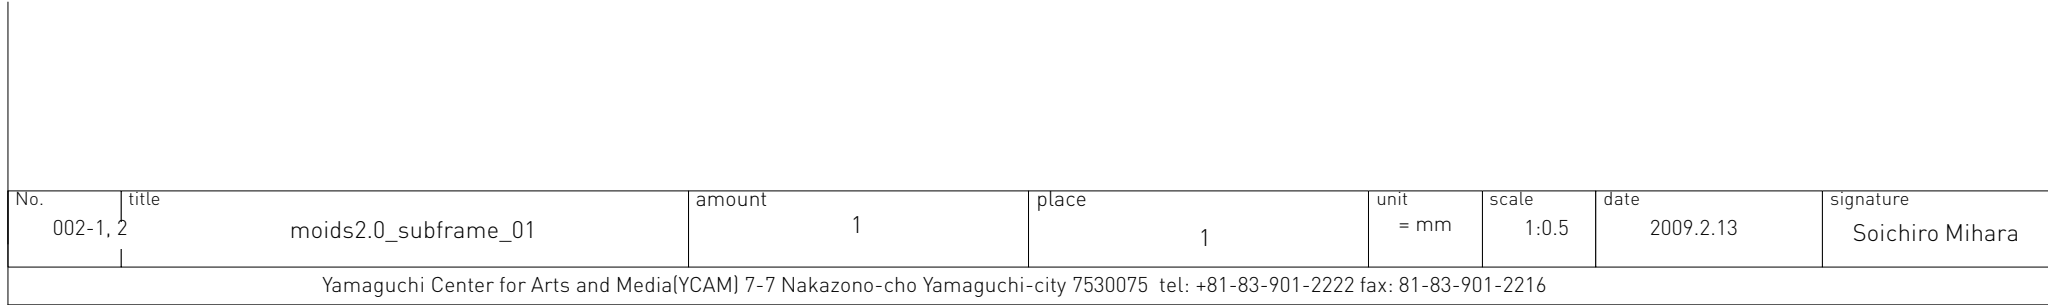 No. title amount place unit scale date signature
002-1, 2 moids2.0_subframe_01 1 1 = mm 1:0.5 2009.2.13 Soichiro Mihara
Yamaguchi Center for Arts and Media(YCAM) 7-7 Nakazono-cho Yamaguchi-city 7530075 tel: +81-83-901-2222 fax: 81-83-901-2216